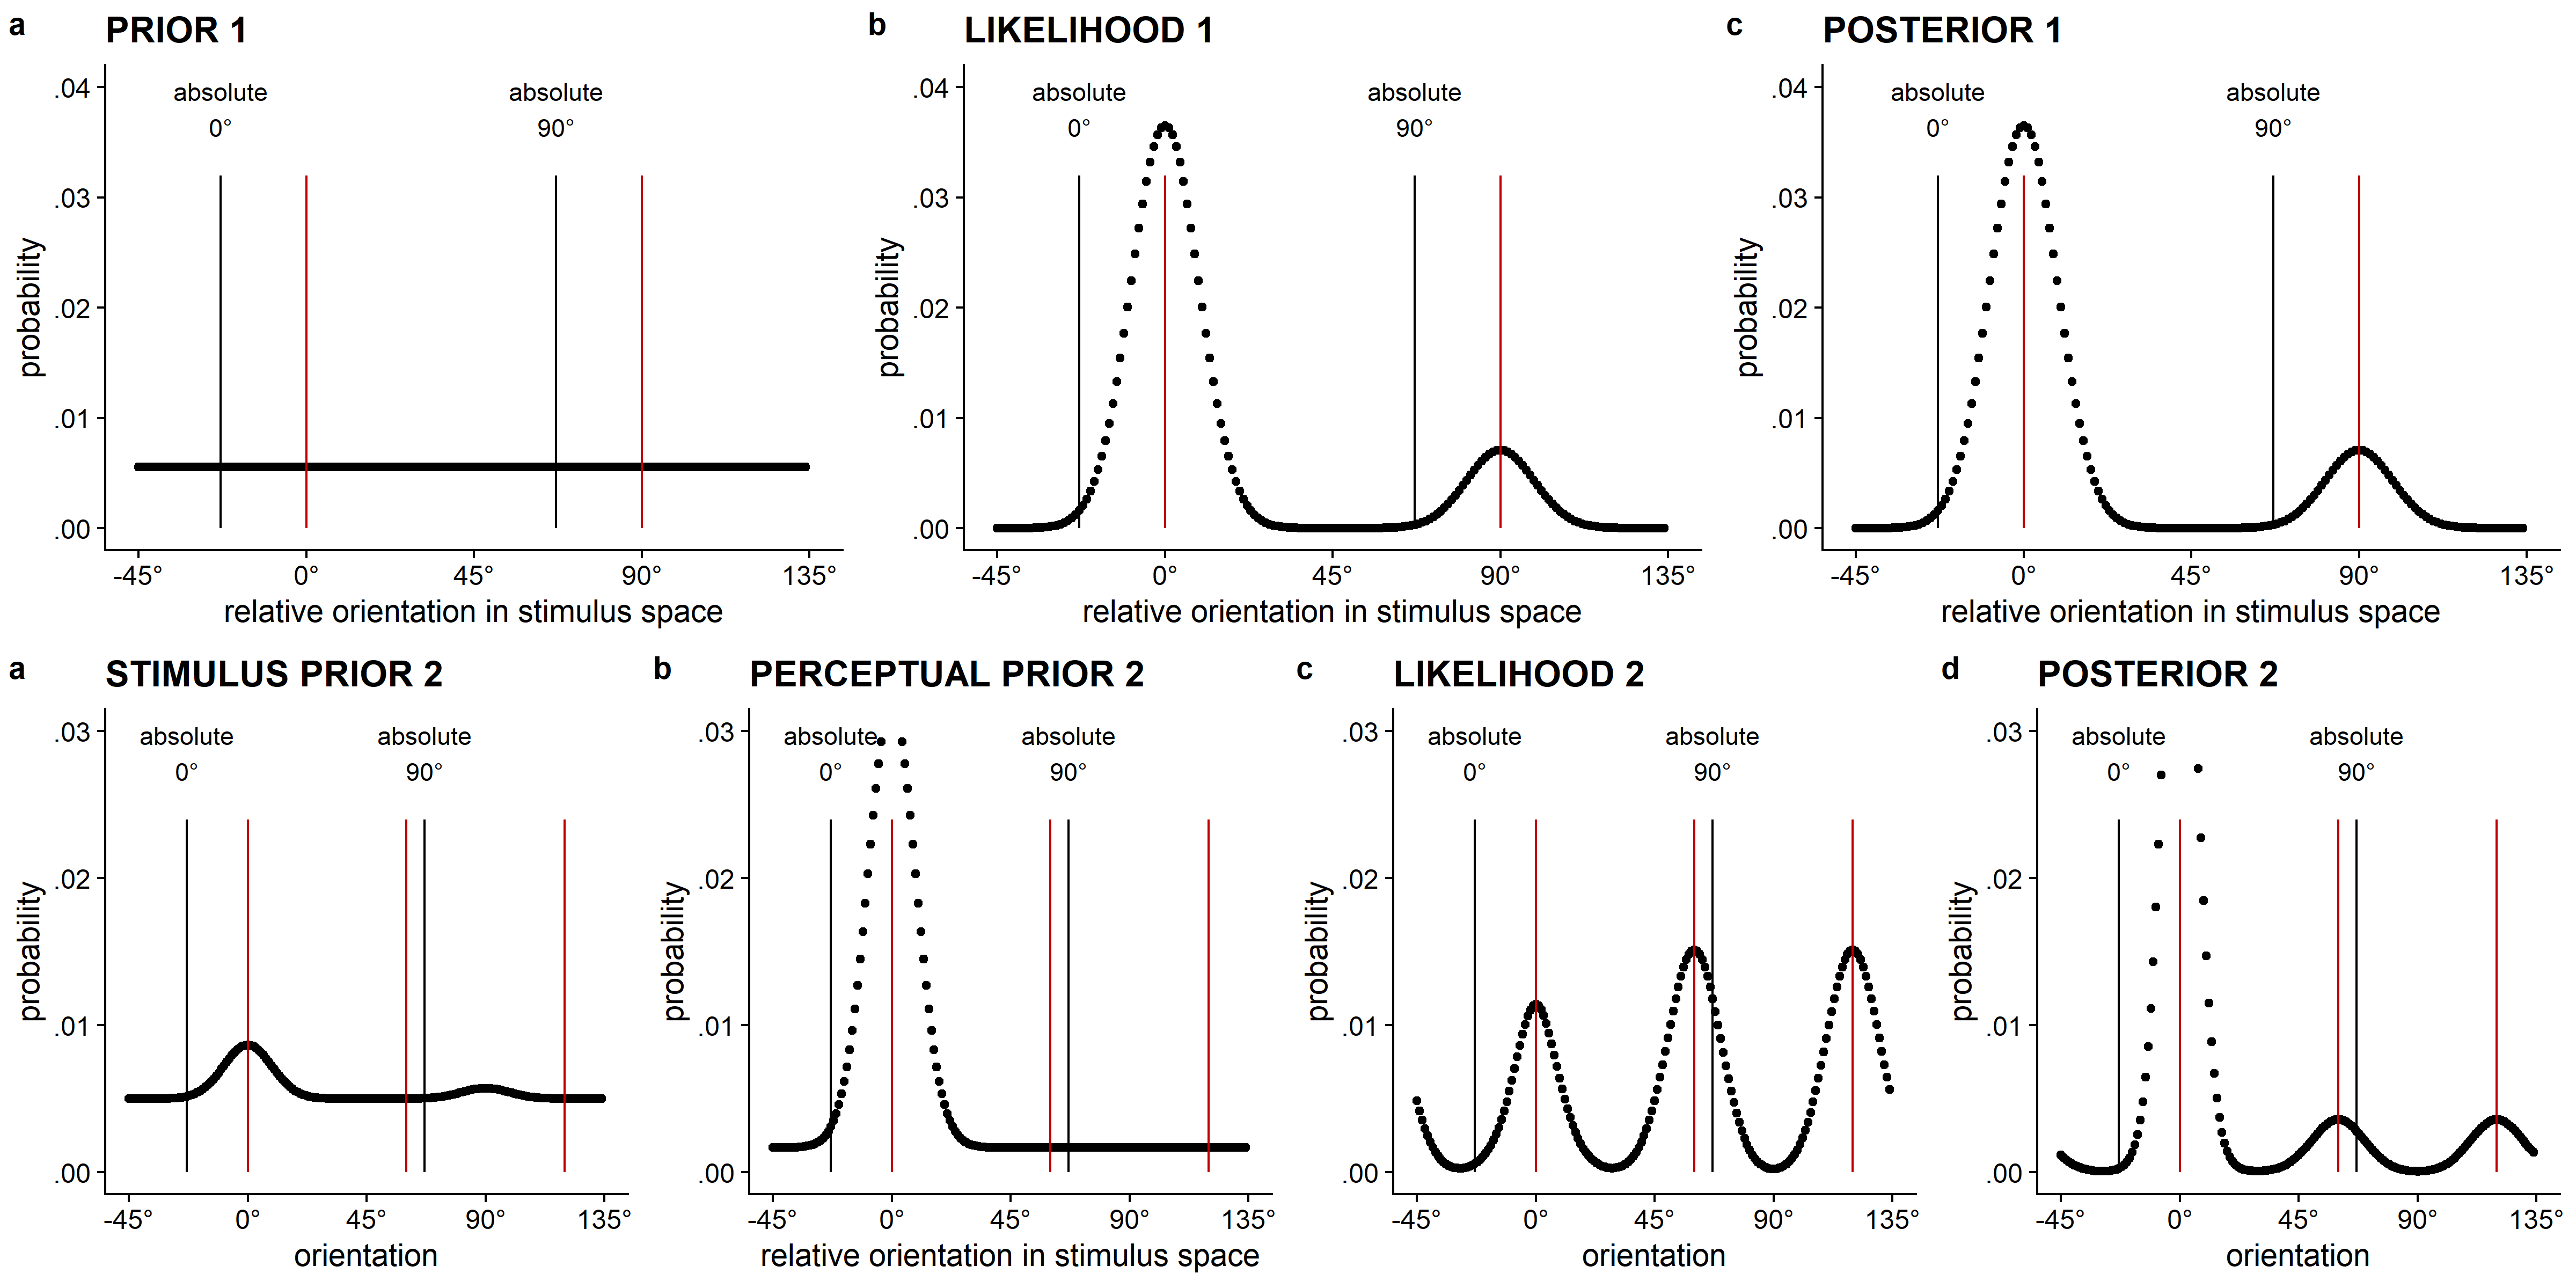 a PRIOR 1
absolute absolute
0° 90°
.04
.03
.02
.01
.00
probability
-45° 0° 45° 90° 135°
relative orientation in stimulus space
b LIKELIHOOD 1
absolute absolute
0° 90°
.04
.03
.02
.01
.00
probability
-45° 0° 45° 90° 135°
relative orientation in stimulus space
c POSTERIOR 1
absolute absolute
0° 90°
.04
.03
.02
.01
.00
probability
-45° 0° 45° 90° 135°
relative orientation in stimulus space
a STIMULUS PRIOR 2
absolute absolute
0° 90°
.03
.02
.01
.00
probability
-45° 0° 45° 90° 135°
orientation
b PERCEPTUAL PRIOR 2
absolute absolute
0° 90°
.03
.02
.01
.00
probability
-45° 0° 45° 90° 135°
relative orientation in stimulus space
c LIKELIHOOD 2
absolute absolute
0° 90°
.03
.02
.01
.00
probability
-45° 0° 45° 90° 135°
orientation
d POSTERIOR 2
absolute absolute
0° 90°
.03
.02
.01
.00
probability
-45° 0° 45° 90° 135°
orientation